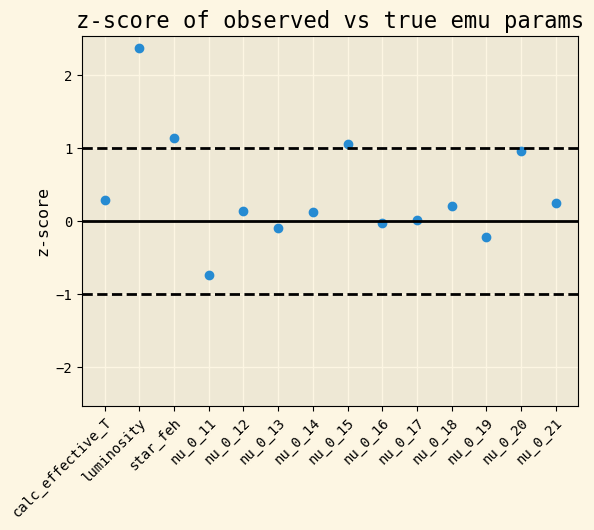 z-score of observed vs true emu params
z-score
2
1
0
−1
−2
calc_effective_T
luminosity
star_feh
nu_0_11
nu_0_12
nu_0_13
nu_0_14
nu_0_15
nu_0_16
nu_0_17
nu_0_18
nu_0_19
nu_0_20
nu_0_21